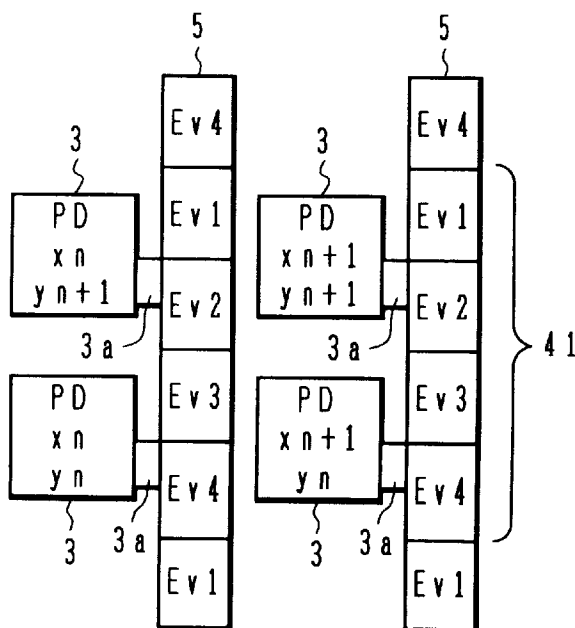 5 5
Ev4 Ev4
3 3
PD Ev1 PD Ev1
xn xn+1
yn+1 Ev2 yn+1 Ev2
3a 3a
41
PD Ev3 PD Ev3
xn xn+1
yn Ev4 yn Ev4
3 3a 3 3a
Ev1 Ev1